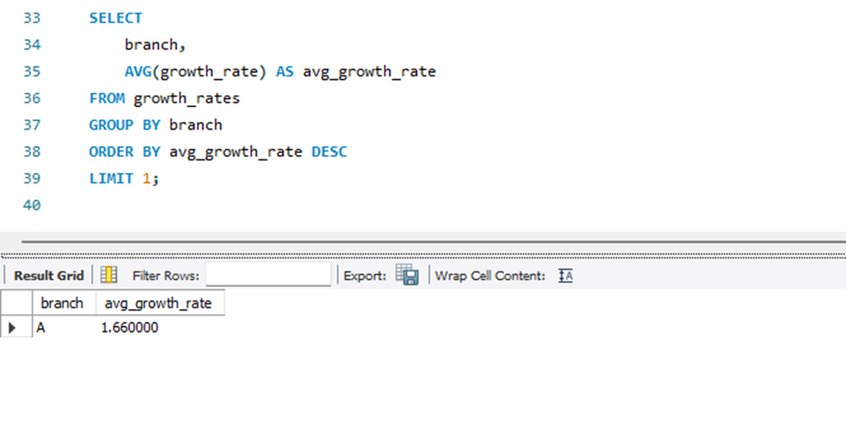 33 SELECT
34 branch,
35 AVG(growth_rate) AS avg_growth_rate
36 FROM growth_rates
37 GROUP BY branch
38 ORDER BY avg_growth_rate DESC
39 LIMIT 1;
40
Result Grid Filter Rows: Export: Wrap Cell Content: IA
branch avg_growth_rate
A 1.660000